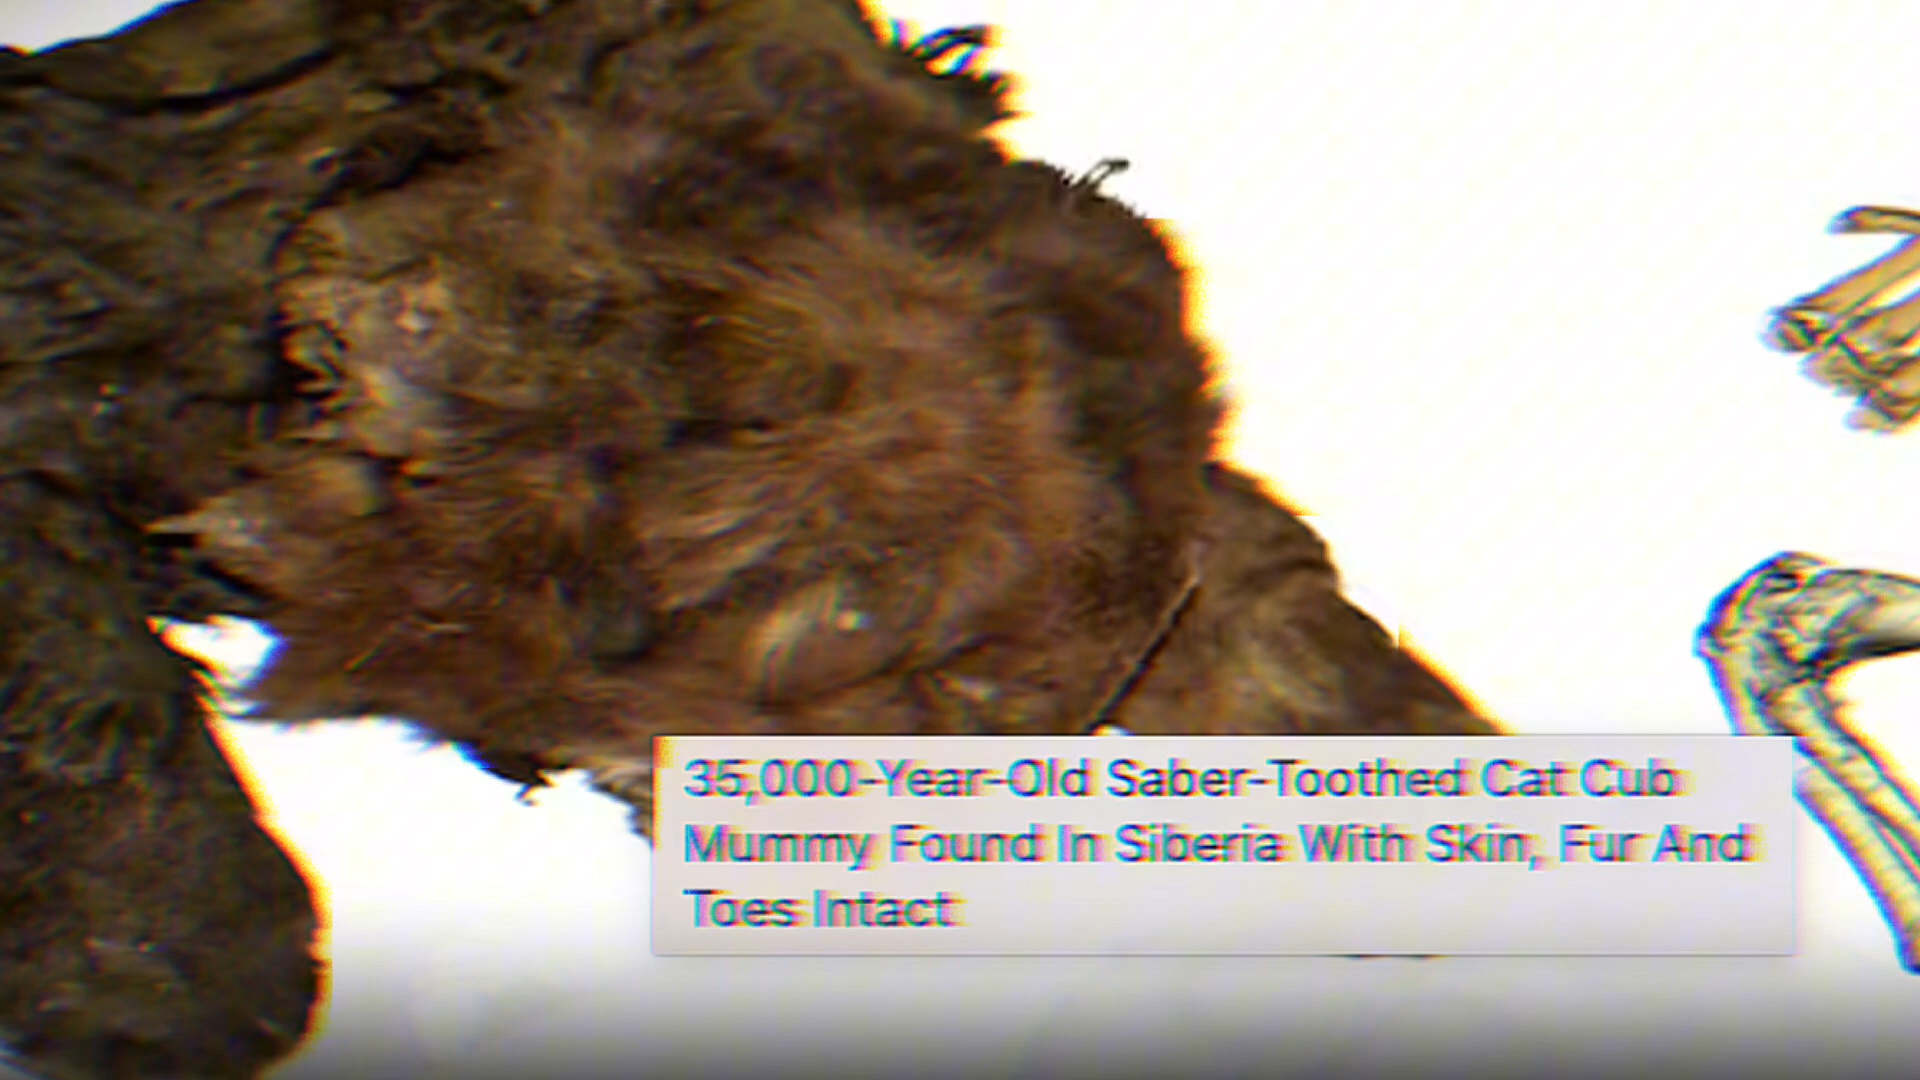 35,000-Year-Old Saber-Toothed Cat Cub
Mummy Found In Siberia With Skin, Fur And
Toes Intact